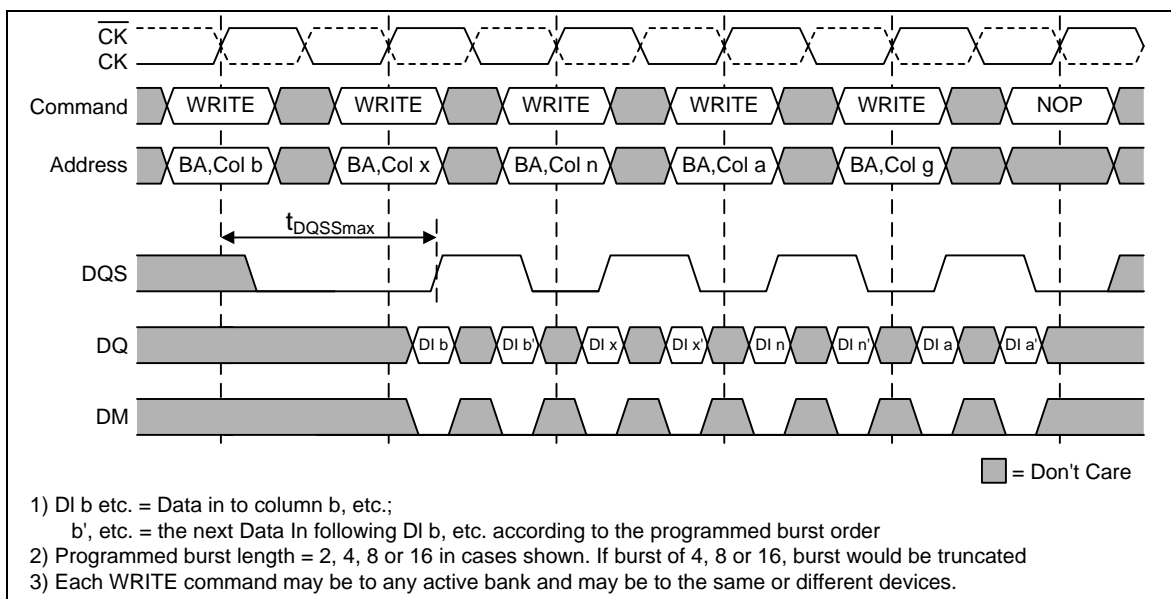 CK
CK
Command WRITE WRITE WRITE WRITE WRITE NOP
Address BA,Col b BA,Col x BA,Col n BA,Col a BA,Col g
tDQSSmax
DQS
DQ DI b DI b' DI x DI x' DI n DI n' DI a DI a'
DM
= Don't Care
1) DI b etc. = Data in to column b, etc.;
b', etc. = the next Data In following DI b, etc. according to the programmed burst order
2) Programmed burst length = 2, 4, 8 or 16 in cases shown. If burst of 4, 8 or 16, burst would be truncated
3) Each WRITE command may be to any active bank and may be to the same or different devices.